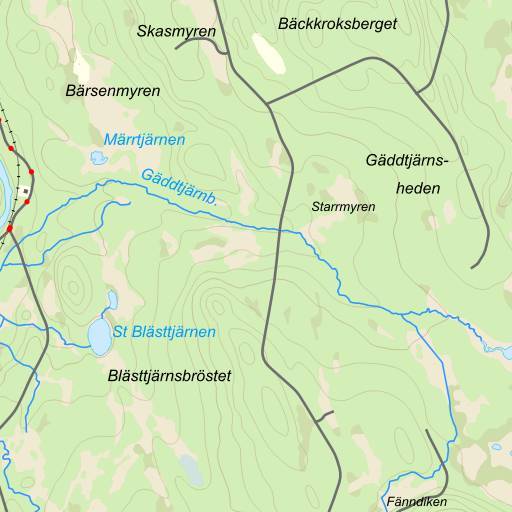 Bäckkroksberget
Skasmyren
Bärsenmyren
Märrtjärnen
Gäddtjärns-
heden
Gäddtjärnb.
Starrmyren
St Blästtjärnen
Blästtjärnsbröstet
Fänndiken